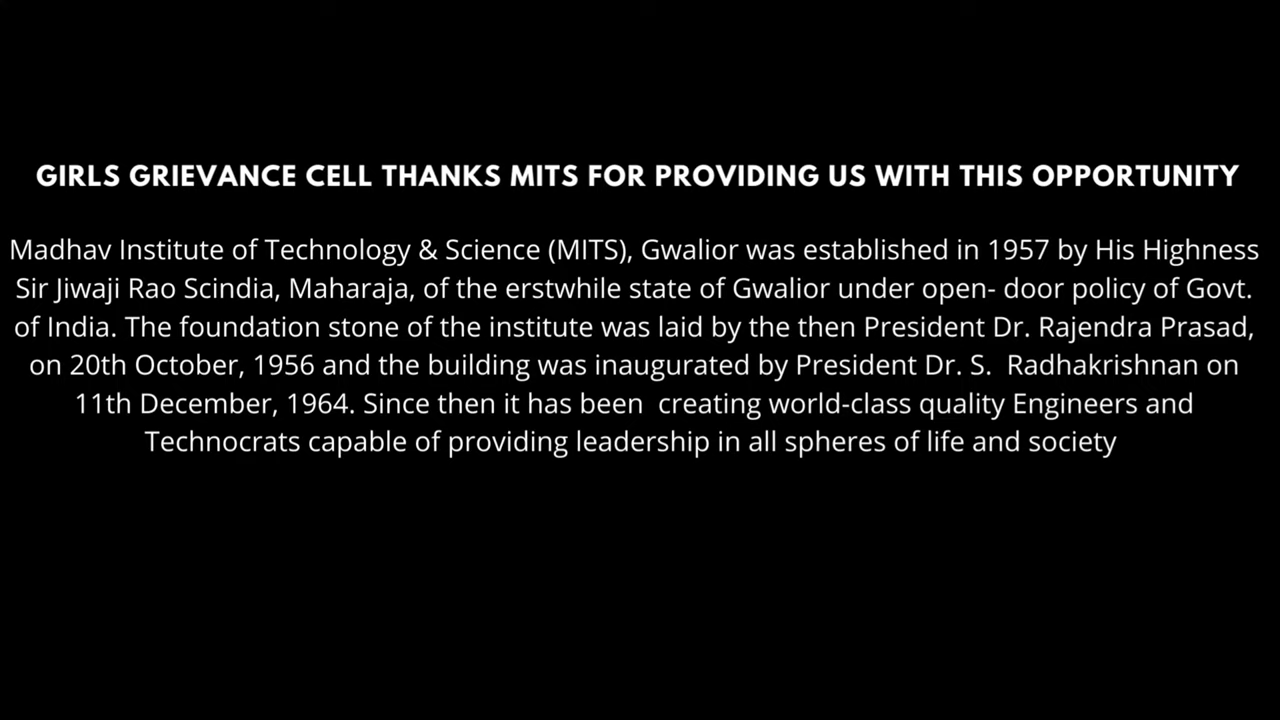 GIRLS GRIEVANCE CELL THANKS MITS FOR PROVIDING US WITH THIS OPPORTUNITY
Madhav Institute of Technology & Science (MITS), Gwalior was established in 1957 by His Highness
Sir Jiwaji Rao Scindia, Maharaja, of the erstwhile state of Gwalior under open- door policy of Govt.
of India. The foundation stone of the institute was laid by the then President Dr. Rajendra Prasad,
on 20th October, 1956 and the building was inaugurated by President Dr. S.  Radhakrishnan on
11th December, 1964. Since then it has been  creating world-class quality Engineers and
Technocrats capable of providing leadership in all spheres of life and society